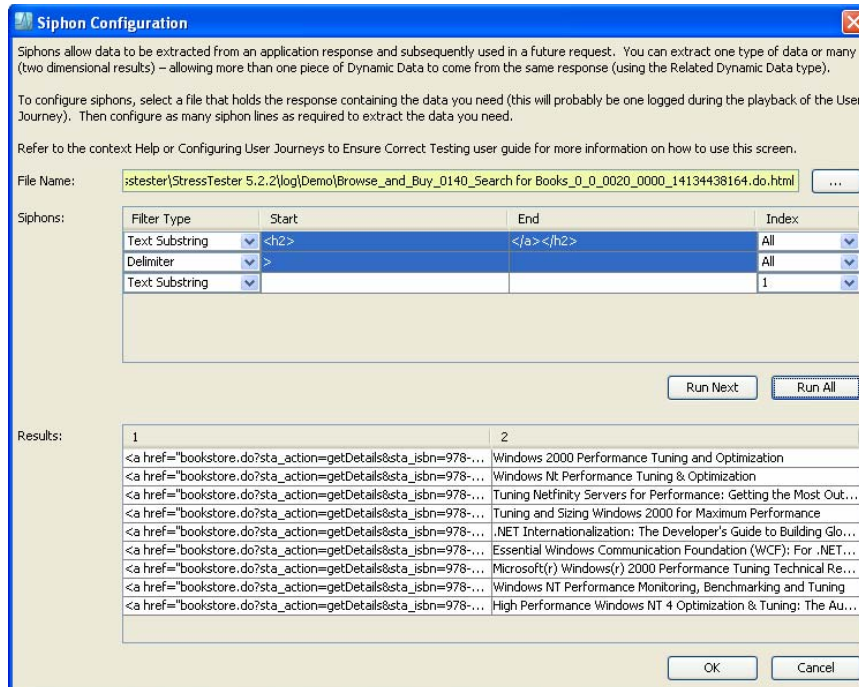 Siphon Configuration
Siphons allow data to be extracted from an application response and subsequently used in a future request. You can extract one type of data or many
(two dimensional results) – allowing more than one piece of Dynamic Data to come from the same response (using the Related Dynamic Data type).
To configure siphons, select a file that holds the response containing the data you need (this will probably be one logged during the playback of the User
Journey). Then configure as many siphon lines as required to extract the data you need.
Refer to the context Help or Configuring User Journeys to Ensure Correct Testing user guide for more information on how to use this screen.
File Name: stester\StressTester 5.2.2\log\Demo\Browse_and_Buy_0140_Search for Books_0_0_0020_0000_14134438164.do.html ...
Siphons: Filter Type Start End Index
Text Substring <h2> </a></h2> All
Delimiter > All
Text Substring 1
Run Next Run All
Results: 1 2
<a href="bookstore.do?sta_action=getDetails&sta_isbn=978-... Windows 2000 Performance Tuning and Optimization
<a href="bookstore.do?sta_action=getDetails&sta_isbn=978-... Windows Nt Performance Tuning & Optimization
<a href="bookstore.do?sta_action=getDetails&sta_isbn=978-... Tuning Netfinity Servers for Performance: Getting the Most Out...
<a href="bookstore.do?sta_action=getDetails&sta_isbn=978-... Tuning and Sizing Windows 2000 for Maximum Performance
<a href="bookstore.do?sta_action=getDetails&sta_isbn=978-... .NET Internationalization: The Developer's Guide to Building Glo...
<a href="bookstore.do?sta_action=getDetails&sta_isbn=978-... Essential Windows Communication Foundation (WCF): For .NET...
<a href="bookstore.do?sta_action=getDetails&sta_isbn=978-... Microsoft(r) Windows(r) 2000 Performance Tuning Technical Re...
<a href="bookstore.do?sta_action=getDetails&sta_isbn=978-... Windows NT Performance Monitoring, Benchmarking and Tuning
<a href="bookstore.do?sta_action=getDetails&sta_isbn=978-... High Performance Windows NT 4 Optimization & Tuning: The Au...
OK Cancel